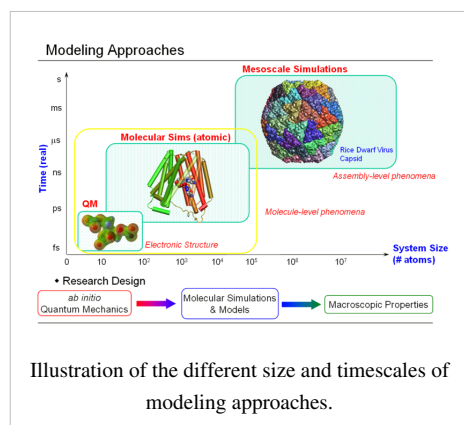 Modeling Approaches
Mesoscale Simulations
s
ms
Molecular Sims (atomic)
μs
Rice Dwarf Virus
Capsid
Time (real)
ns
Assembly-level phenomena
QM
ps
Molecule-level phenomena
fs
Electronic Structure
System Size
(# atoms)
0 10 10² 10³ 10⁴ 10⁵ 10⁶ 10⁷
◆ Research Design
ab initio
Quantum Mechanics
Molecular Simulations
& Models
Macroscopic Properties
Illustration of the different size and timescales of
modeling approaches.